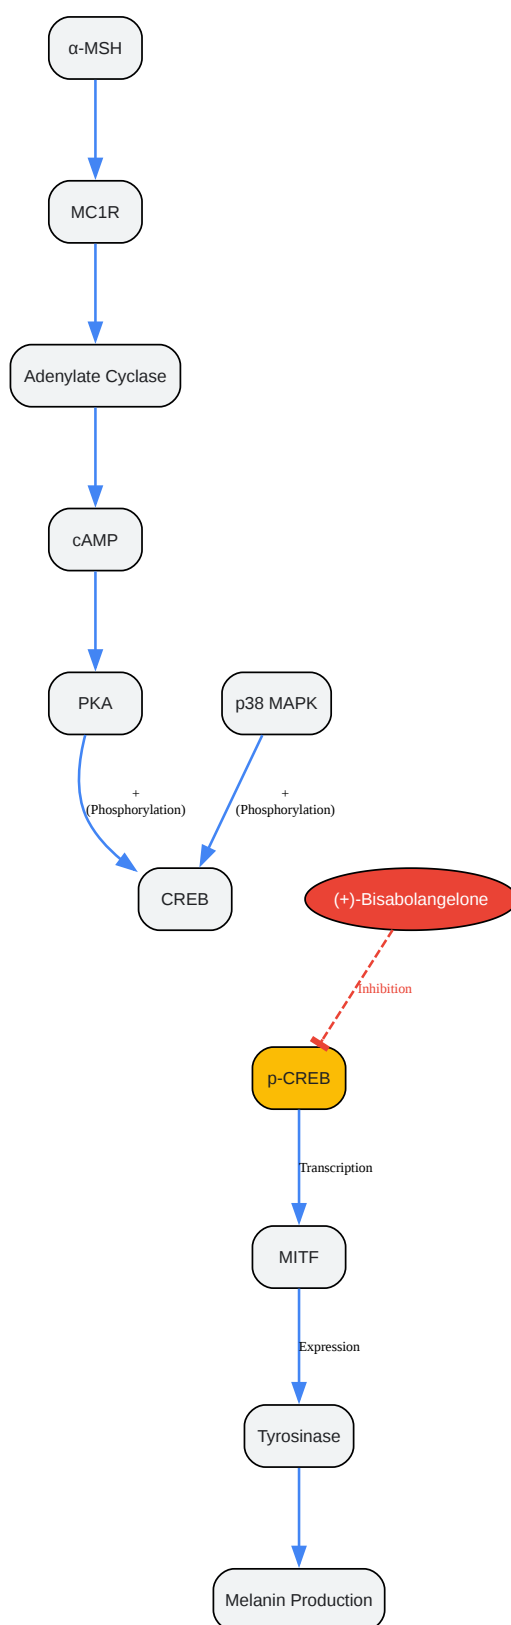 α-MSH
MC1R
Adenylate Cyclase
cAMP
PKA
p38 MAPK
+
(Phosphorylation)
+
(Phosphorylation)
CREB
(+)-Bisabolangelone
Inhibition
p-CREB
Transcription
MITF
Expression
Tyrosinase
Melanin Production